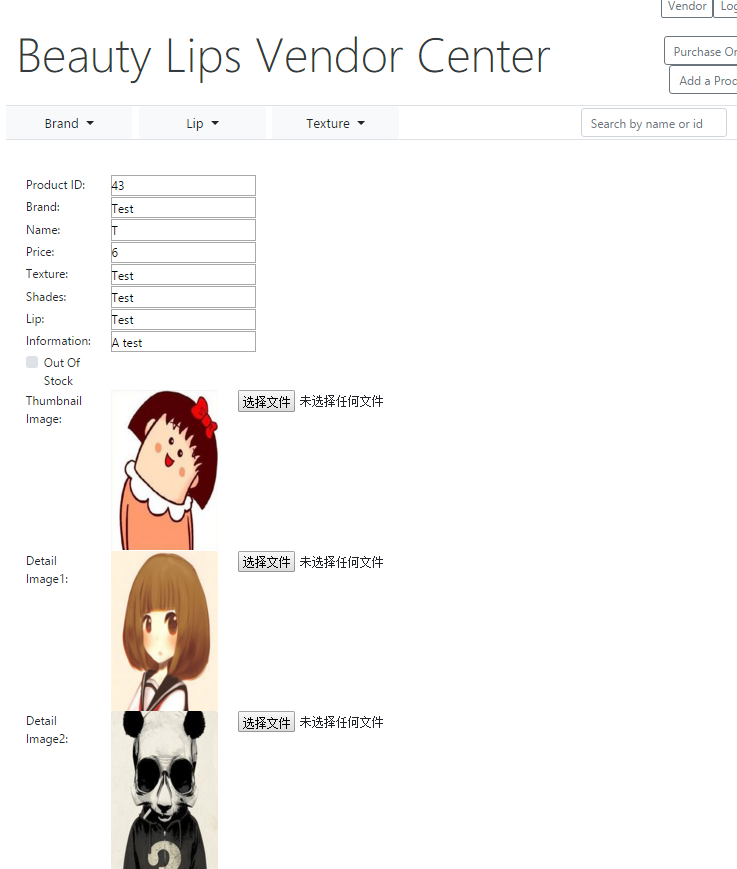 Vendor
Beauty Lips Vendor Center
Purchase
Add a
Brand
Lip
Texture
Search by name or id
Product ID:
43
Brand:
Test
Name:
T
Price:
6
Texture:
Test
Shades:
Test
Lip:
Test
Information:
A test
Out Of
Stock
Thumbnail
Image:
选择文件 未选择任何文件
Detail
Image1:
选择文件 未选择任何文件
Detail
Image2:
选择文件 未选择任何文件